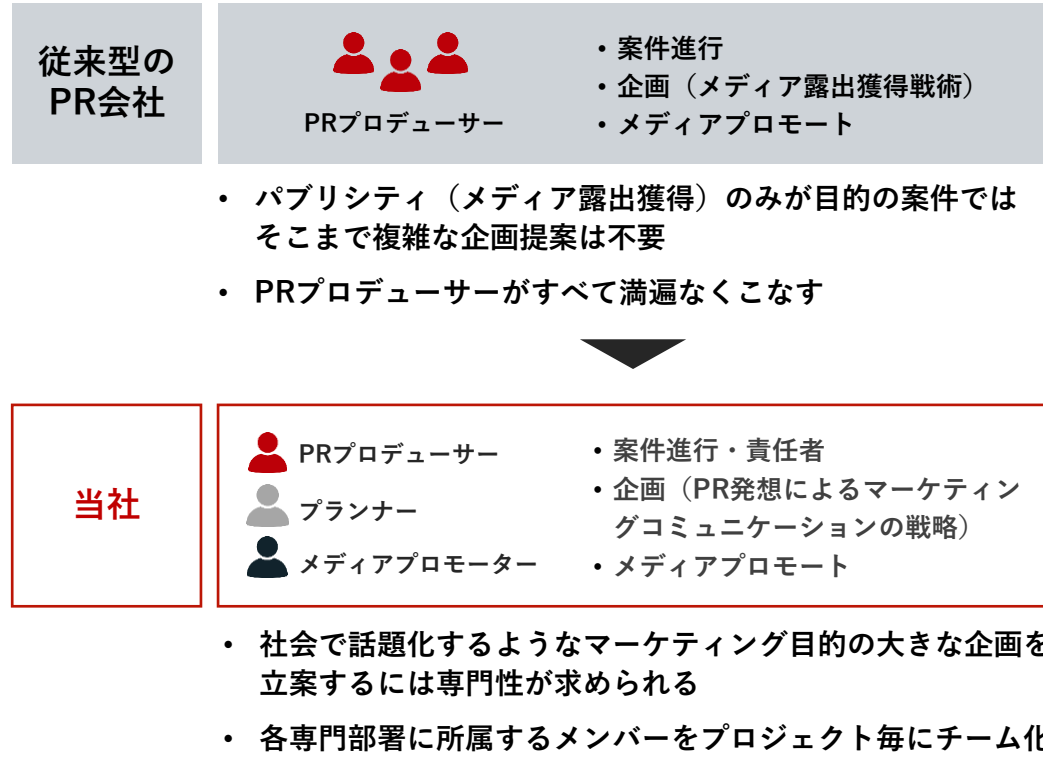 従来型の
PR会社
PRプロデューサー
・案件進行
・企画（メディア露出獲得戦術）
・メディアプロモート
• パブリシティ（メディア露出獲得）のみが目的の案件では
そこまで複雑な企画提案は不要
• PRプロデューサーがすべて満遍なくこなす
当社
PRプロデューサー
プランナー
メディアプロモーター
・案件進行・責任者
・企画（PR発想によるマーケティン
グコミュニケーションの戦略）
・メディアプロモート
• 社会で話題化するようなマーケティング目的の大きな企画を
立案するには専門性が求められる
• 各専門部署に所属するメンバーをプロジェクト毎にチーム化